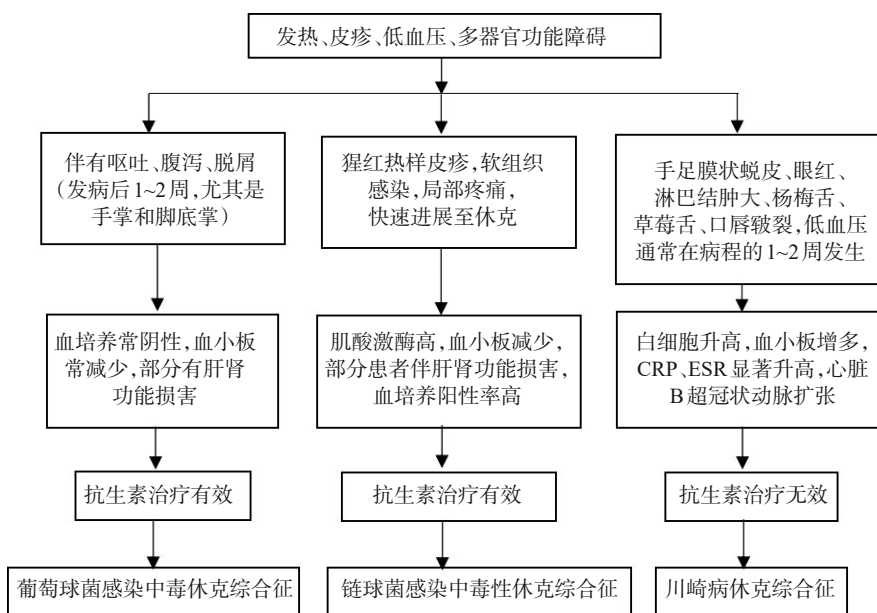 发热、皮疹、低血压、多器官功能障碍
伴有呕吐、腹泻、脱屑
（发病后1~2周,尤其是
手掌和脚底掌）
猩红热样皮疹,软组织
感染,局部疼痛,
快速进展至休克
手足膜状蜕皮、眼红、
淋巴结肿大、杨梅舌、
草莓舌、口唇皲裂,低血压
通常在病程的1~2周发生
血培养常阴性,血小板
常减少,部分有肝肾
功能损害
肌酸激酶高,血小板减少,
部分患者伴肝肾功能损害,
血培养阳性率高
白细胞升高,血小板增多,
CRP、ESR显著升高,心脏
B超冠状动脉扩张
抗生素治疗有效
抗生素治疗有效
抗生素治疗无效
葡萄球菌感染中毒休克综合征
链球菌感染中毒性休克综合征
川崎病休克综合征